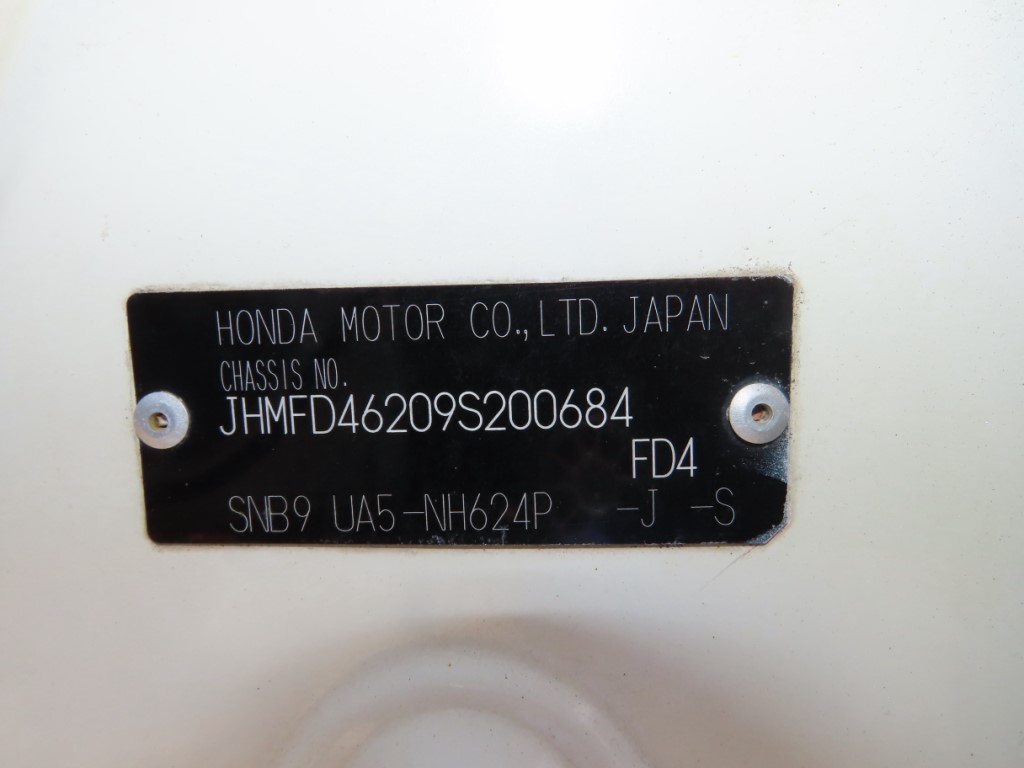 HONDA MOTOR CO.,LTD. JAPAN
CHASSIS NO.
JHMFD46209S200684
FD4
SNB9 UA5-NH624P -J -S